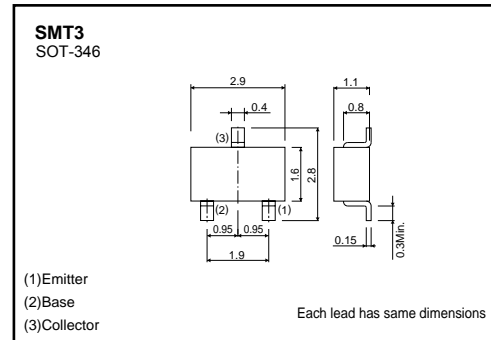 SMT3
SOT-346
2.9
0.4
(3)
1.6
2.8
(2)
(1)
0.95 0.95
1.9
1.1
0.8
0.15
0.3Min.
(1)Emitter
(2)Base
(3)Collector
Each lead has same dimensions